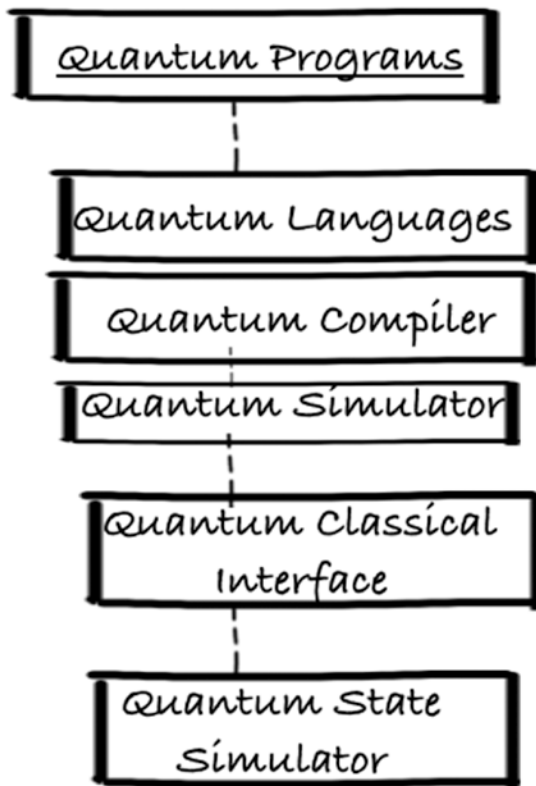 Quantum Programs
Quantum Languages
Quantum Compiler
Quantum Simulator
Quantum Classical
Interface
Quantum State
Simulator